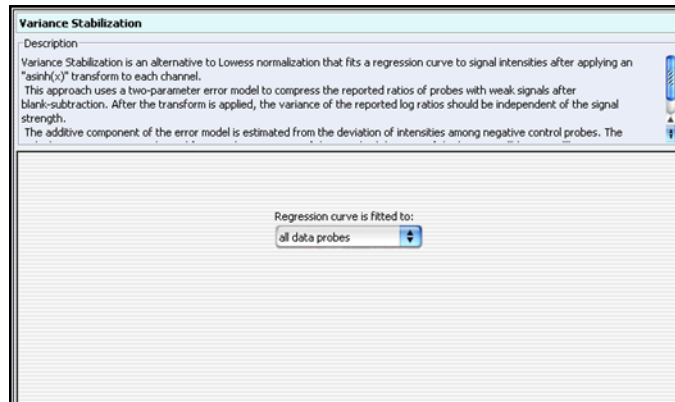 Variance Stabilization
Description
Variance Stabilization is an alternative to Lowess normalization that fits a regression curve to signal intensities after applying an
"asinh(x)" transform to each channel.
This approach uses a two-parameter error model to compress the reported ratios of probes with weak signals after
blank-subtraction. After the transform is applied, the variance of the reported log ratios should be independent of the signal
strength.
The additive component of the error model is estimated from the deviation of intensities among negative control probes. The
Regression curve is fitted to:
all data probes